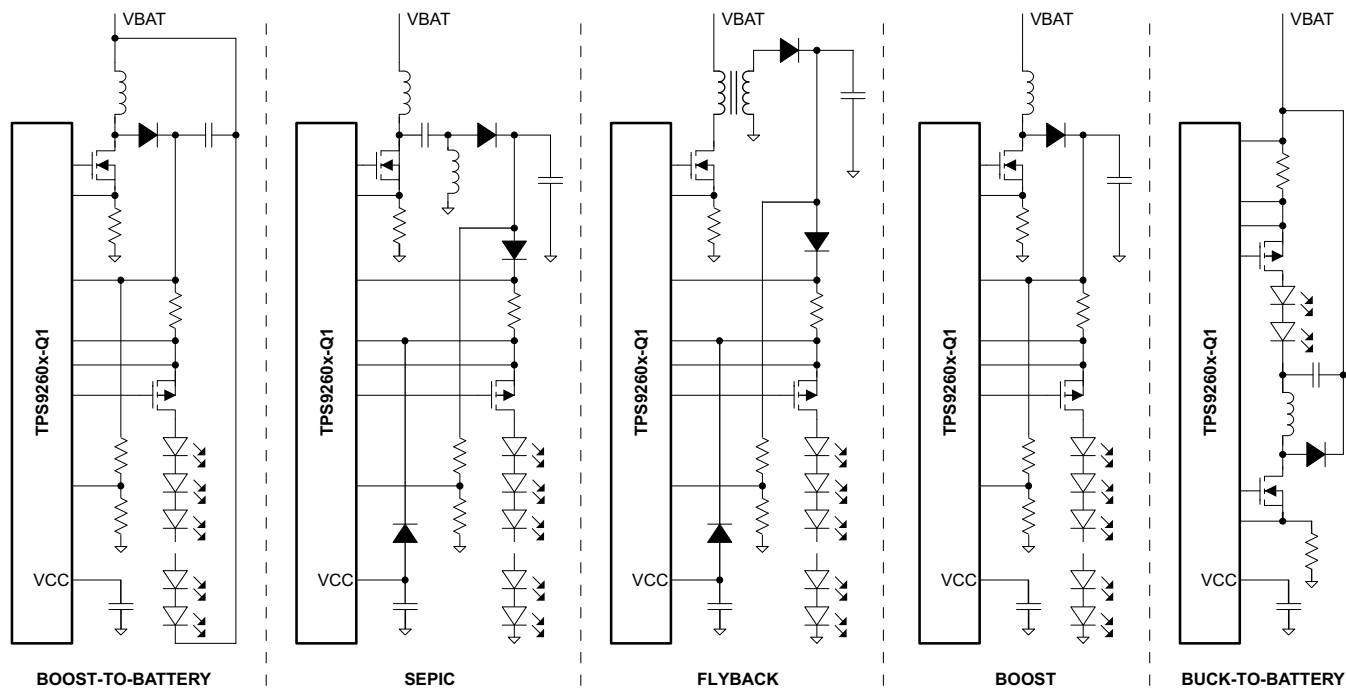 VBAT
VBAT
VBAT
VBAT
VBAT
TPS9260x-Q1
TPS9260x-Q1
TPS9260x-Q1
TPS9260x-Q1
TPS9260x-Q1
VCC
VCC
VCC
VCC
VCC
BOOST-TO-BATTERY
SEPIC
FLYBACK
BOOST
BUCK-TO-BATTERY